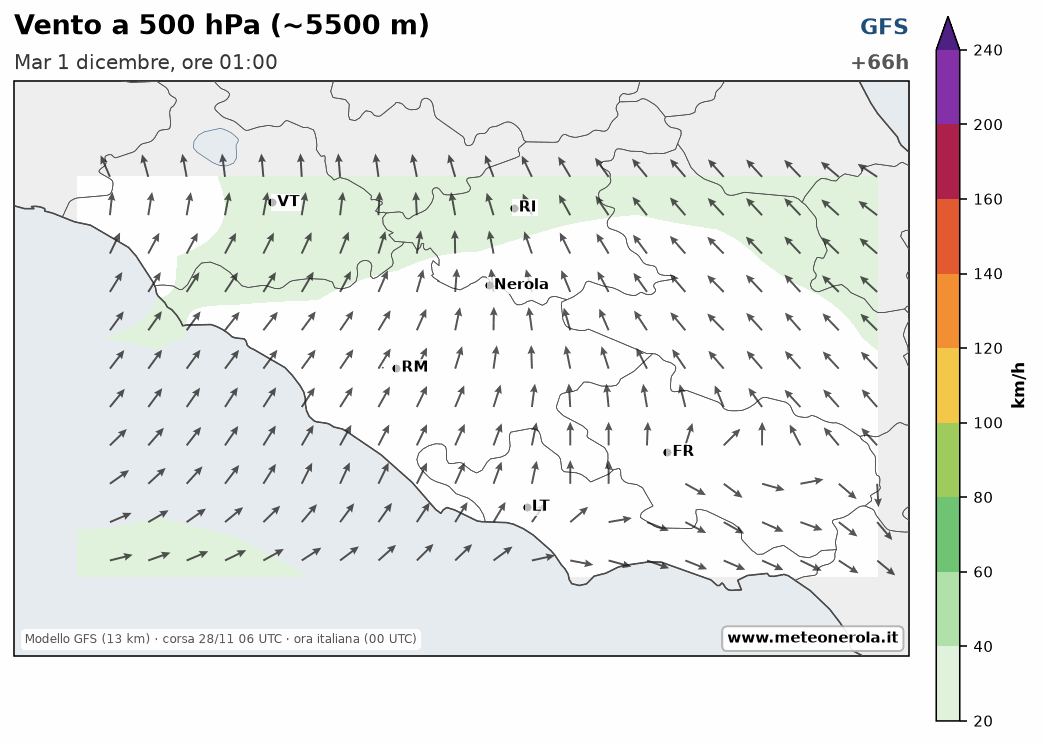 Vento a 500 hPa (~5500 m)
GFS
Mar 1 dicembre, ore 01:00
+66h
240
200
160
140
120
100
80
60
40
20
km/h
VT
RI
Nerola
RM
FR
LT
Modello GFS (13 km) · corsa 28/11 06 UTC · ora italiana (00 UTC)
www.meteonerola.it